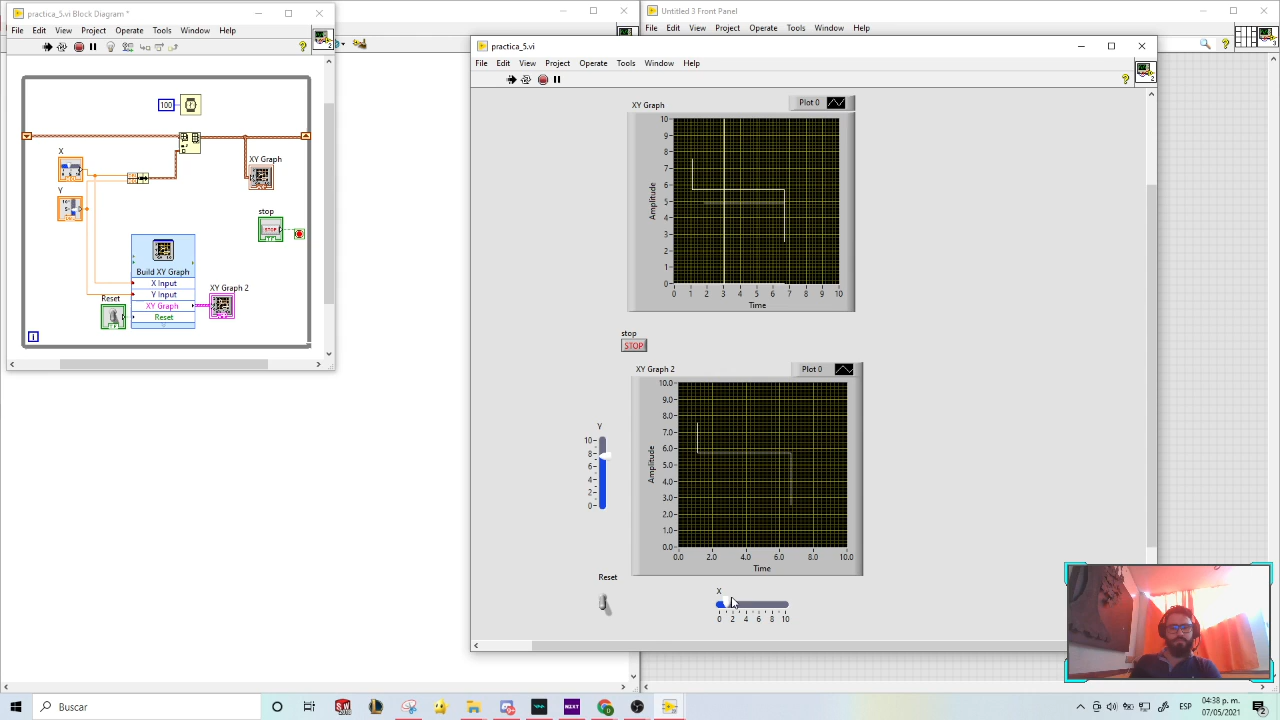 practica_5.vi Block Diagram *
File Edit View Project Operate Tools Window Help
100
X
Y
XY Graph
stop
STOP
Build XY Graph
X Input
Y Input
XY Graph
Reset
Reset
XY Graph 2
i
Untitled 3 Front Panel
File Edit View Project Operate Tools Window Help
practica_5.vi
File Edit View Project Operate Tools Window Help
XY Graph
Plot 0
Amplitude
10
9
8
7
6
5
4
3
2
1
0
0 1 2 3 4 5 6 7 8 9 10
Time
stop
STOP
XY Graph 2
Plot 0
Amplitude
10.0
9.0
8.0
7.0
6.0
5.0
4.0
3.0
2.0
1.0
0.0
0.0 2.0 4.0 6.0 8.0 10.0
Time
Y
10
8
6
4
2
0
Reset
X
0 2 4 6 8 10
Buscar
ESP
04:38 p. m.
07/05/2021
2